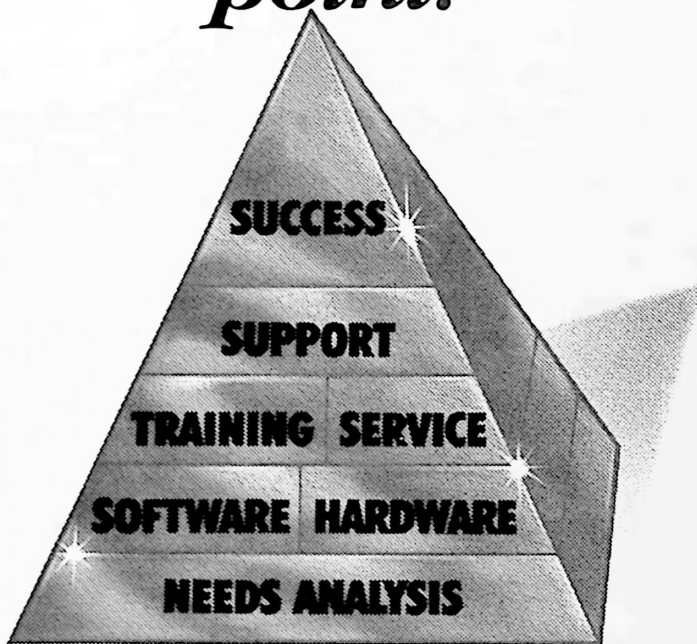 point.
SUCCESS
SUPPORT
TRAINING SERVICE
SOFTWARE HARDWARE
NEEDS ANALYSIS